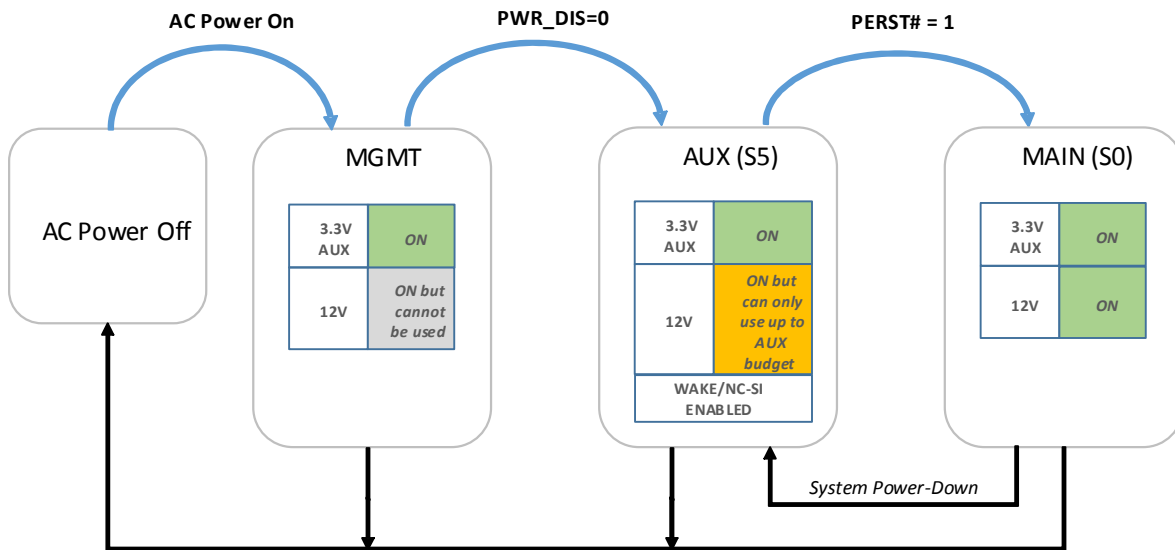 AC Power On
PWR_DIS=0
PERST# = 1
AC Power Off
MGMT
3.3V
AUX
ON
12V
ON but
cannot
be used
AUX (S5)
3.3V
AUX
ON
12V
ON but
can only
use up to
AUX
budget
WAKE/NC-SI
ENABLED
MAIN (S0)
3.3V
AUX
ON
12V
ON
System Power-Down